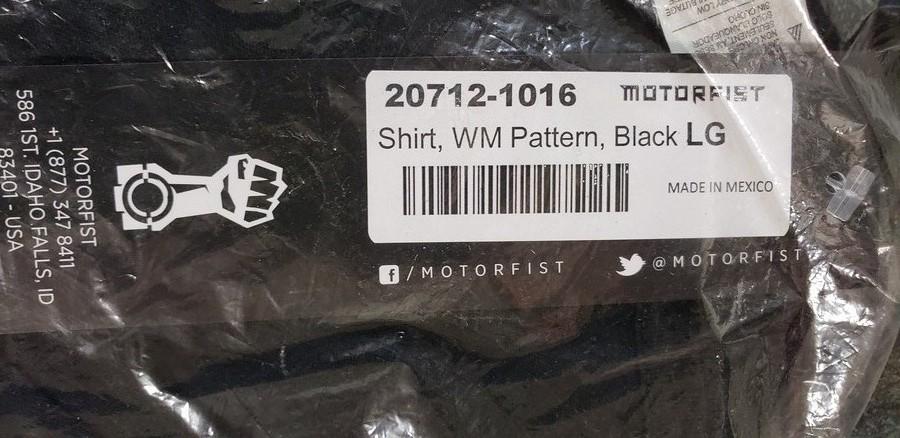 20712-1016 MOTORFIST
Shirt, WM Pattern, Black LG
MADE IN MEXICO
f/MOTORFIST @MOTORFIST
MOTORFIST
+1 (877) 347 8411
586 1ST. IDAHO FALLS, ID
83401 - USA